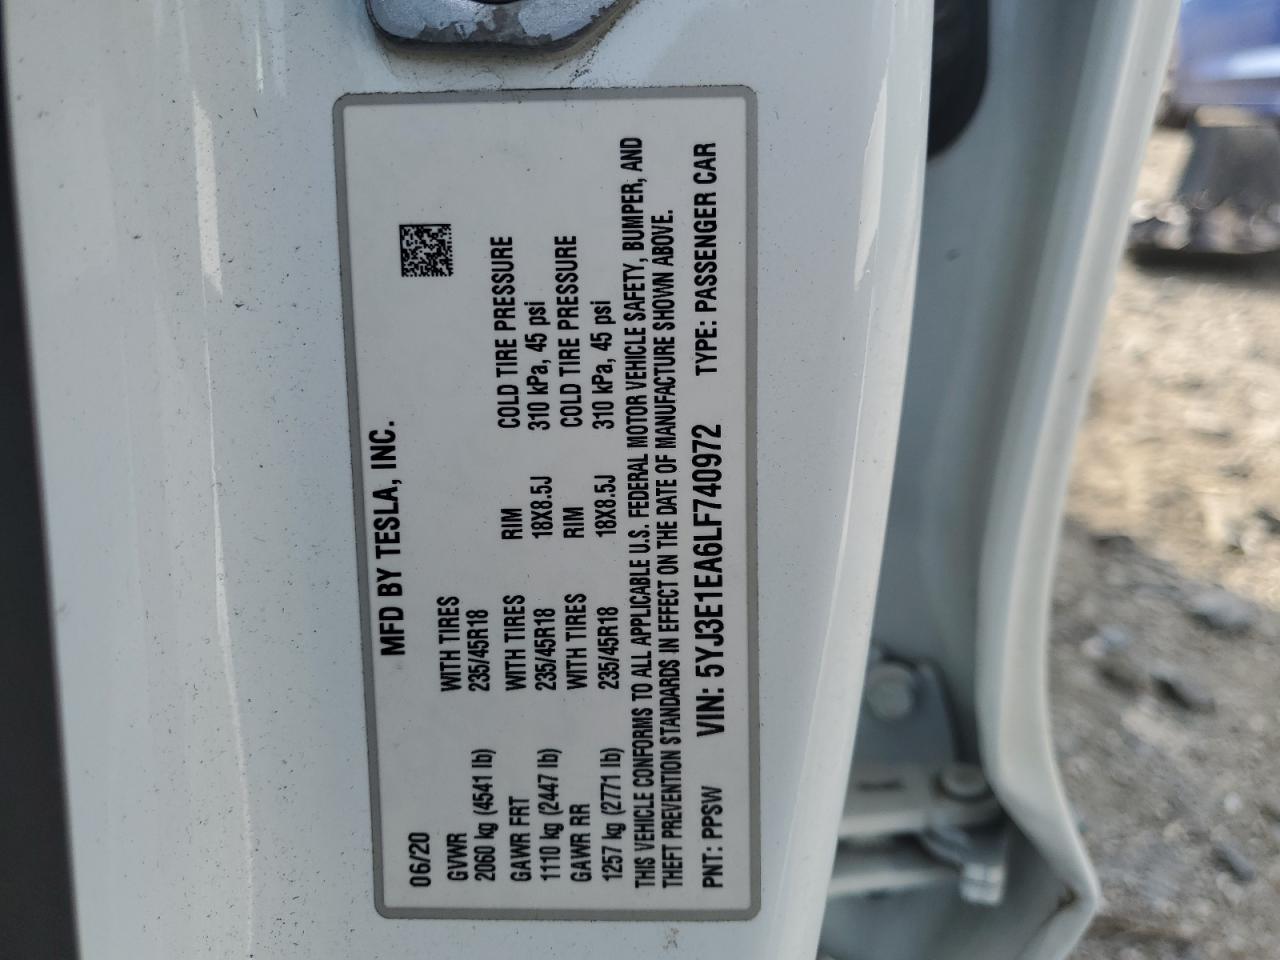 MFD BY TESLA, INC.
06/20
GVWR WITH TIRES
2060 kg (4541 lb) 235/45R18
GAWR FRT WITH TIRES RIM COLD TIRE PRESSURE
1110 kg (2447 lb) 235/45R18 18X8.5J 310 kPa, 45 psi
GAWR RR WITH TIRES RIM COLD TIRE PRESSURE
1257 kg (2771 lb) 235/45R18 18X8.5J 310 kPa, 45 psi
THIS VEHICLE CONFORMS TO ALL APPLICABLE U.S. FEDERAL MOTOR VEHICLE SAFETY, BUMPER, AND
THEFT PREVENTION STANDARDS IN EFFECT ON THE DATE OF MANUFACTURE SHOWN ABOVE.
PNT: PPSW VIN: 5YJ3E1EA6LF740972 TYPE: PASSENGER CAR